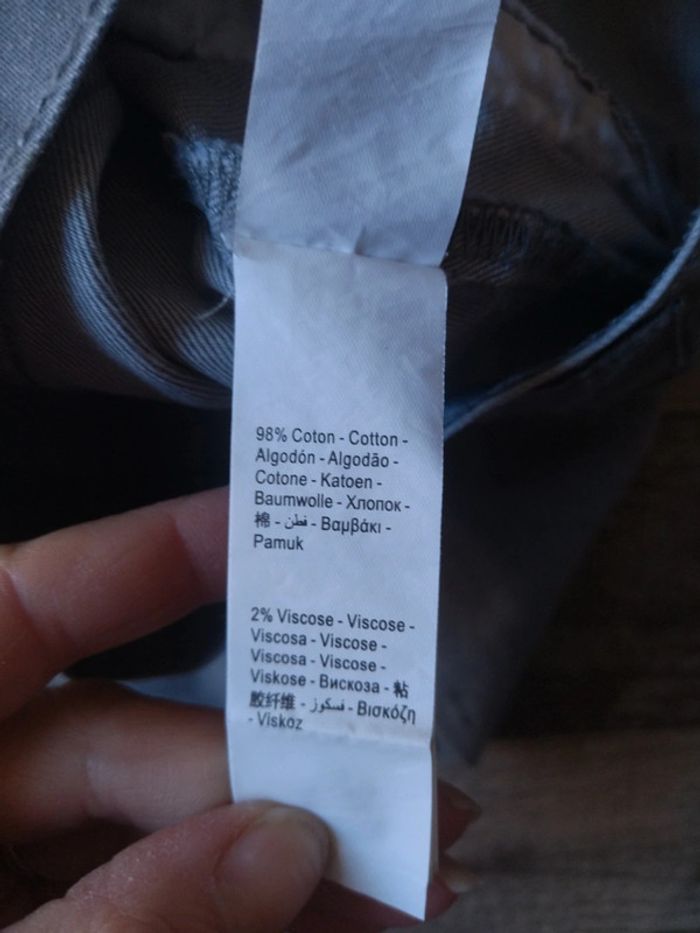 98% Coton - Cotton -
Algodón - Algodão -
Cotone - Katoen -
Baumwolle - Хлопок -
棉 - قطن - Βαμβάκι -
Pamuk
2% Viscose - Viscose -
Viscosa - Viscose -
Viscosa - Viscose -
Viskose - Вискоза - 粘
胶纤维 - فسكوز - Βισκόζη
- Viskoz